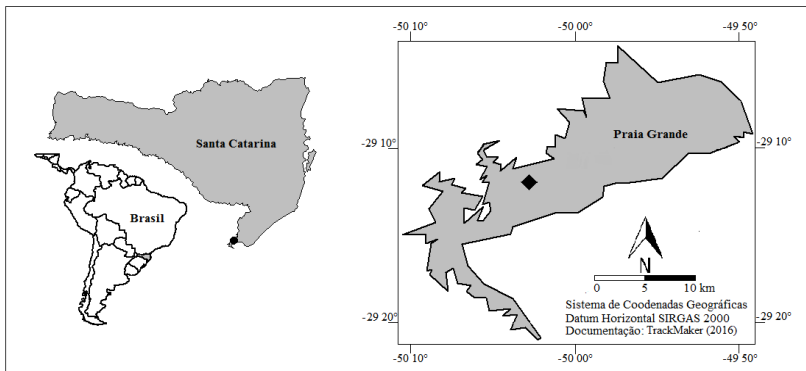 Santa Catarina
Brasil
-50 10° -50 00° -49 50°
-29 10°
-29 10°
Praia Grande
N
0 5 10 km
Sistema de Coodenadas Geográficas
Datum Horizontal SIRGAS 2000
Documentação: TrackMaker (2016)
-29 20°
-29 20°
-50 10° -50 00° -49 50°